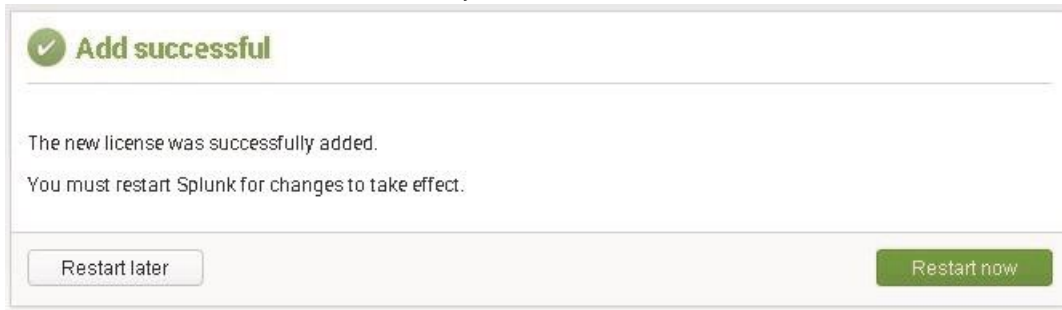 Add successful
The new license was successfully added.
You must restart Splunk for changes to take effect.
Restart later
Restart now